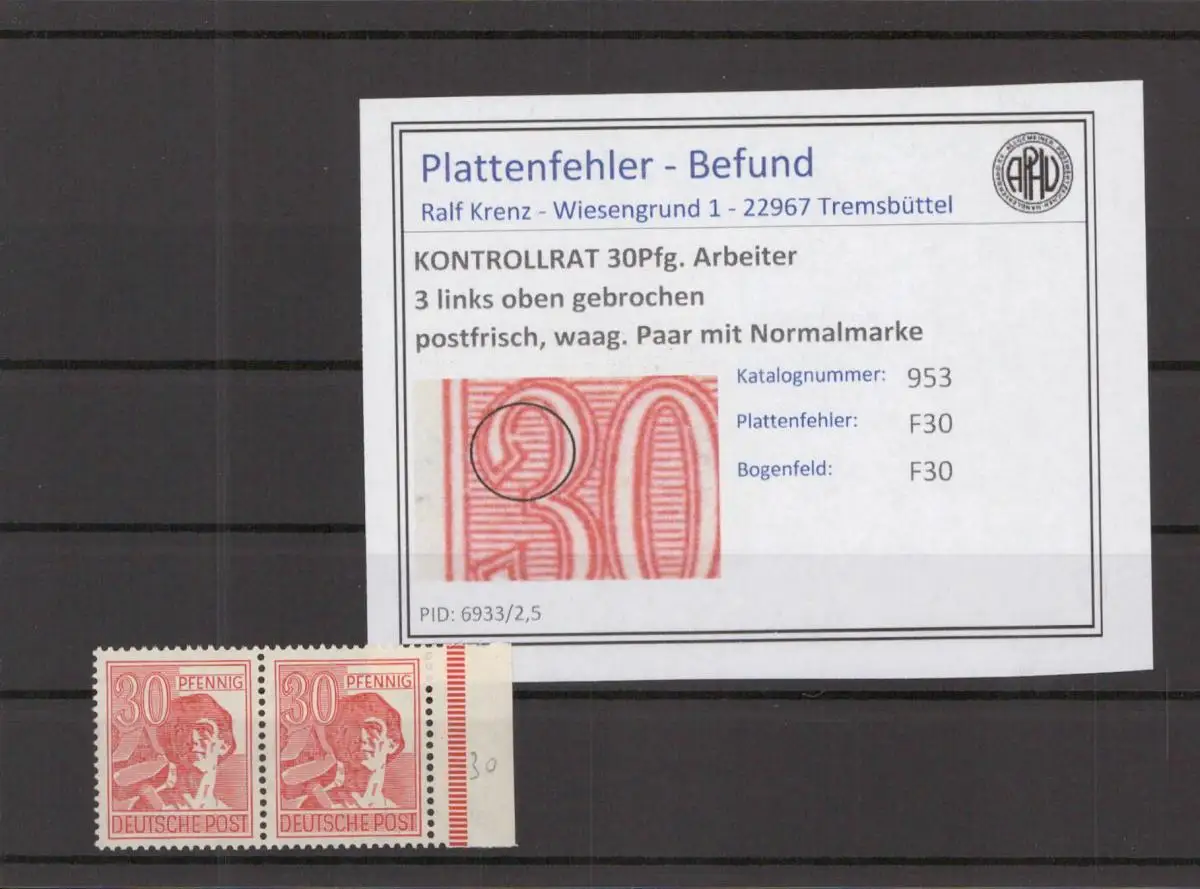 Plattenfehler - Befund
Ralf Krenz - Wiesengrund 1 - 22967 Tremsbüttel
APHV
KONTROLLRAT 30Pfg. Arbeiter
3 links oben gebrochen
postfrisch, waag. Paar mit Normalmarke
30
Katalognummer: 953
Plattenfehler: F30
Bogenfeld: F30
PID: 6933/2,5
30 PFENNIG 30 PFENNIG
30
DEUTSCHE POST DEUTSCHE POST